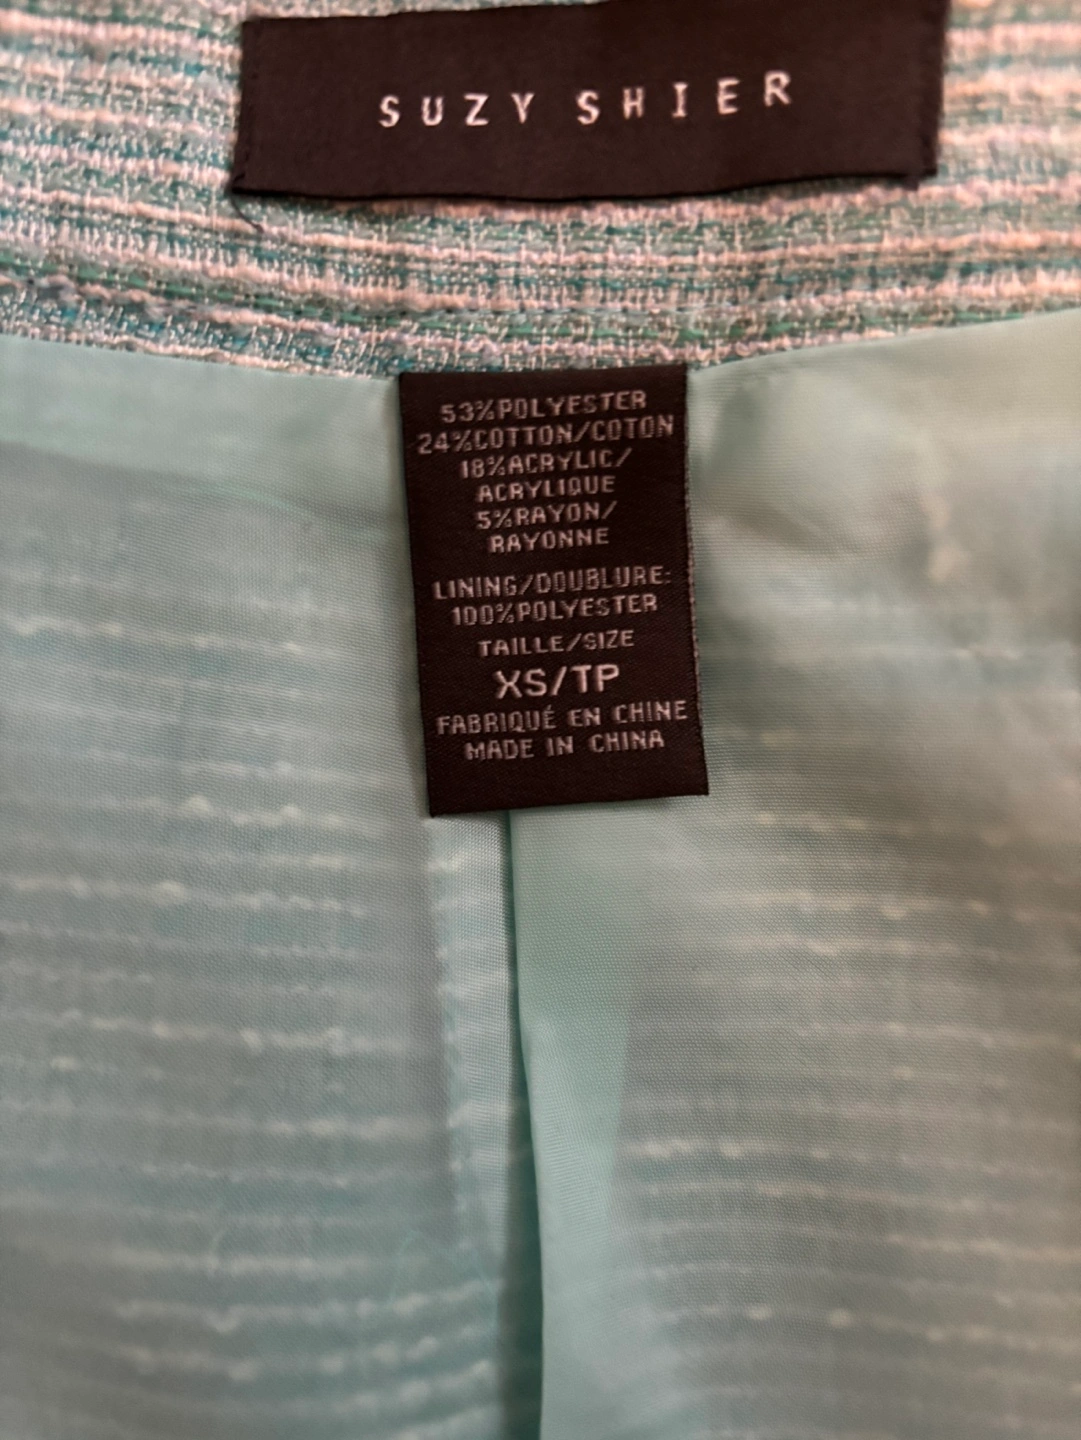 SUZY SHIER
53%POLYESTER
24%COTTON/COTON
18%ACRYLIC/
ACRYLIQUE
5%RAYON/
RAYONNE
LINING/DOUBLURE:
100%POLYESTER
TAILLE/SIZE
XS/TP
FABRIQUÉ EN CHINE
MADE IN CHINA